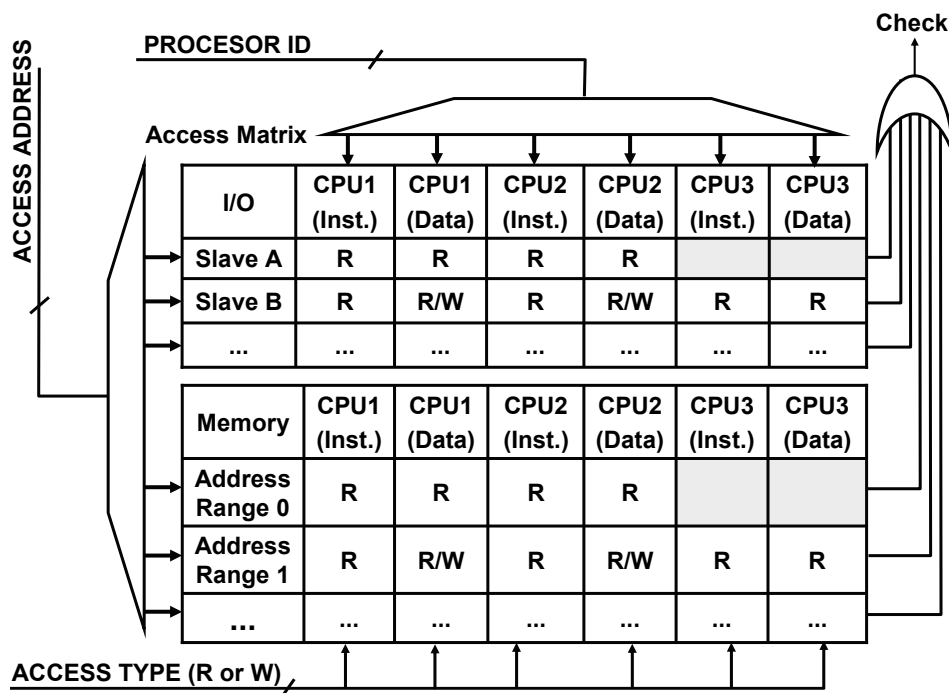 Check
PROCESOR ID
ACCESS ADDRESS
Access Matrix
I/O CPU1 (Inst.) CPU1 (Data) CPU2 (Inst.) CPU2 (Data) CPU3 (Inst.) CPU3 (Data)
Slave A R R R R
Slave B R R/W R R/W R R
... ... ... ... ... ... ...
Memory CPU1 (Inst.) CPU1 (Data) CPU2 (Inst.) CPU2 (Data) CPU3 (Inst.) CPU3 (Data)
Address Range 0 R R R R
Address Range 1 R R/W R R/W R R
... ... ... ... ... ... ...
ACCESS TYPE (R or W)